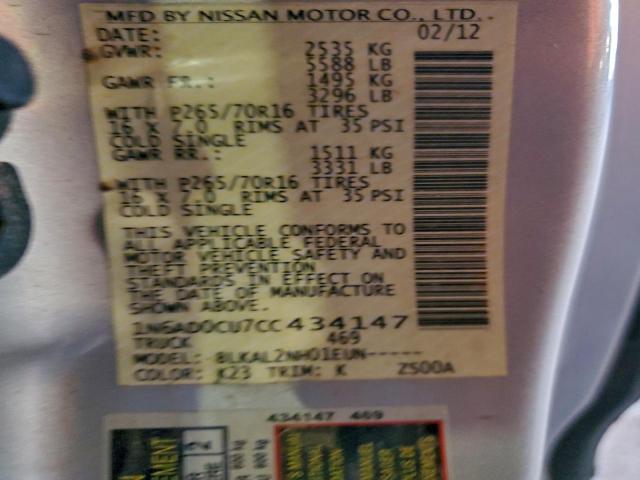 MFD BY NISSAN MOTOR CO., LTD.
DATE: 02/12
GVWR: 2535 KG
5588 LB
GAWR FR.: 1495 KG
3296 LB
WITH P265/70R16 TIRES
16 X 7.0 RIMS AT 35 PSI
COLD SINGLE
GAWR RR.: 1511 KG
3331 LB
WITH P265/70R16 TIRES
16 X 7.0 RIMS AT 35 PSI
COLD SINGLE
THIS VEHICLE CONFORMS TO
ALL APPLICABLE FEDERAL
MOTOR VEHICLE SAFETY AND
THEFT PREVENTION
STANDARDS IN EFFECT ON
THE DATE OF MANUFACTURE
SHOWN ABOVE.
1N6AD0CU7CC434147
TRUCK 469
MODEL: BLKAL2NH01EUN-----
COLOR: K23 TRIM: K Z500A
434147 469